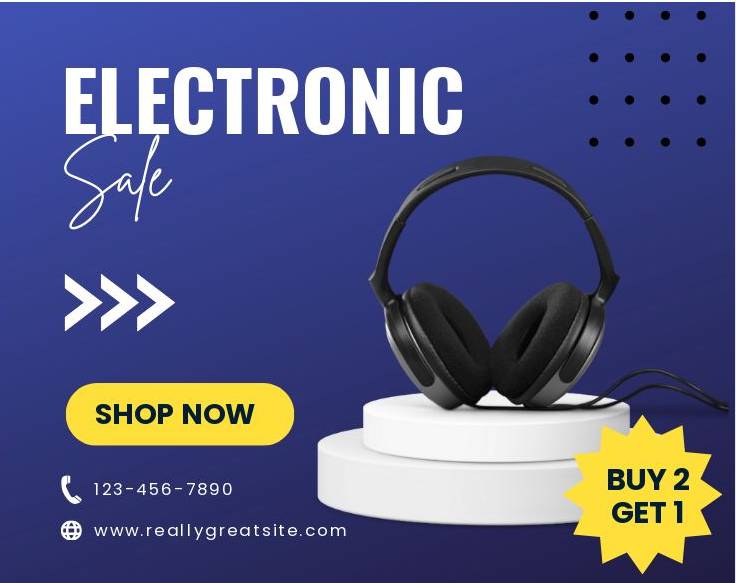 ELECTRONIC
Sale
SHOP NOW
123-456-7890
www.reallygreatsite.com
BUY 2
GET 1